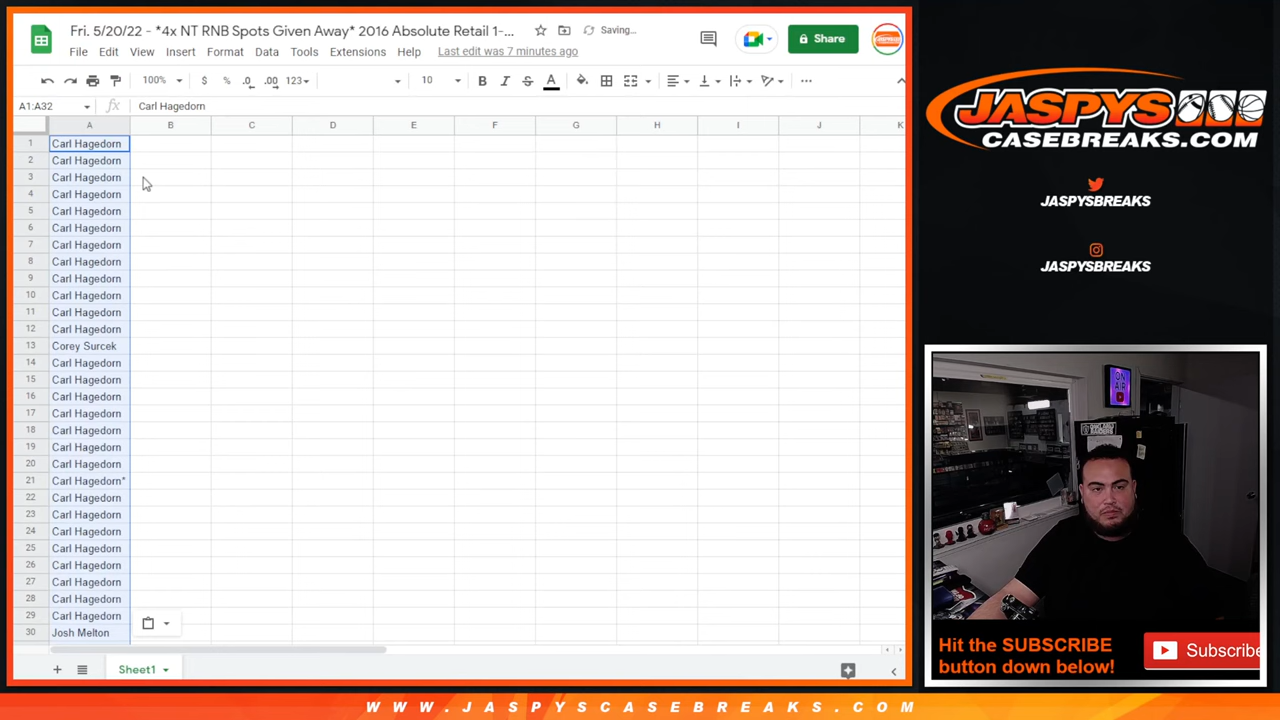 Fri. 5/20/22 - *4x NT RNB Spots Given Away* 2016 Absolute Retail 1-...
Saving...
File Edit View Insert Format Data Tools Extensions Help Last edit was 7 minutes ago
Share
100% $ % .0 .00 123 10 B I S A
A1:A32 fx Carl Hagedorn
A B C D E F G H I J K
1 Carl Hagedorn
2 Carl Hagedorn
3 Carl Hagedorn
4 Carl Hagedorn
5 Carl Hagedorn
6 Carl Hagedorn
7 Carl Hagedorn
8 Carl Hagedorn
9 Carl Hagedorn
10 Carl Hagedorn
11 Carl Hagedorn
12 Carl Hagedorn
13 Corey Surcek
14 Carl Hagedorn
15 Carl Hagedorn
16 Carl Hagedorn
17 Carl Hagedorn
18 Carl Hagedorn
19 Carl Hagedorn
20 Carl Hagedorn
21 Carl Hagedorn*
22 Carl Hagedorn
23 Carl Hagedorn
24 Carl Hagedorn
25 Carl Hagedorn
26 Carl Hagedorn
27 Carl Hagedorn
28 Carl Hagedorn
29 Carl Hagedorn
30 Josh Melton
Sheet1
JASPYS
CASEBREAKS.COM
JASPYSBREAKS
JASPYSBREAKS
ON AIR
Hit the SUBSCRIBE
button down below!
Subscribe
WWW.JASPYSCASEBREAKS.COM